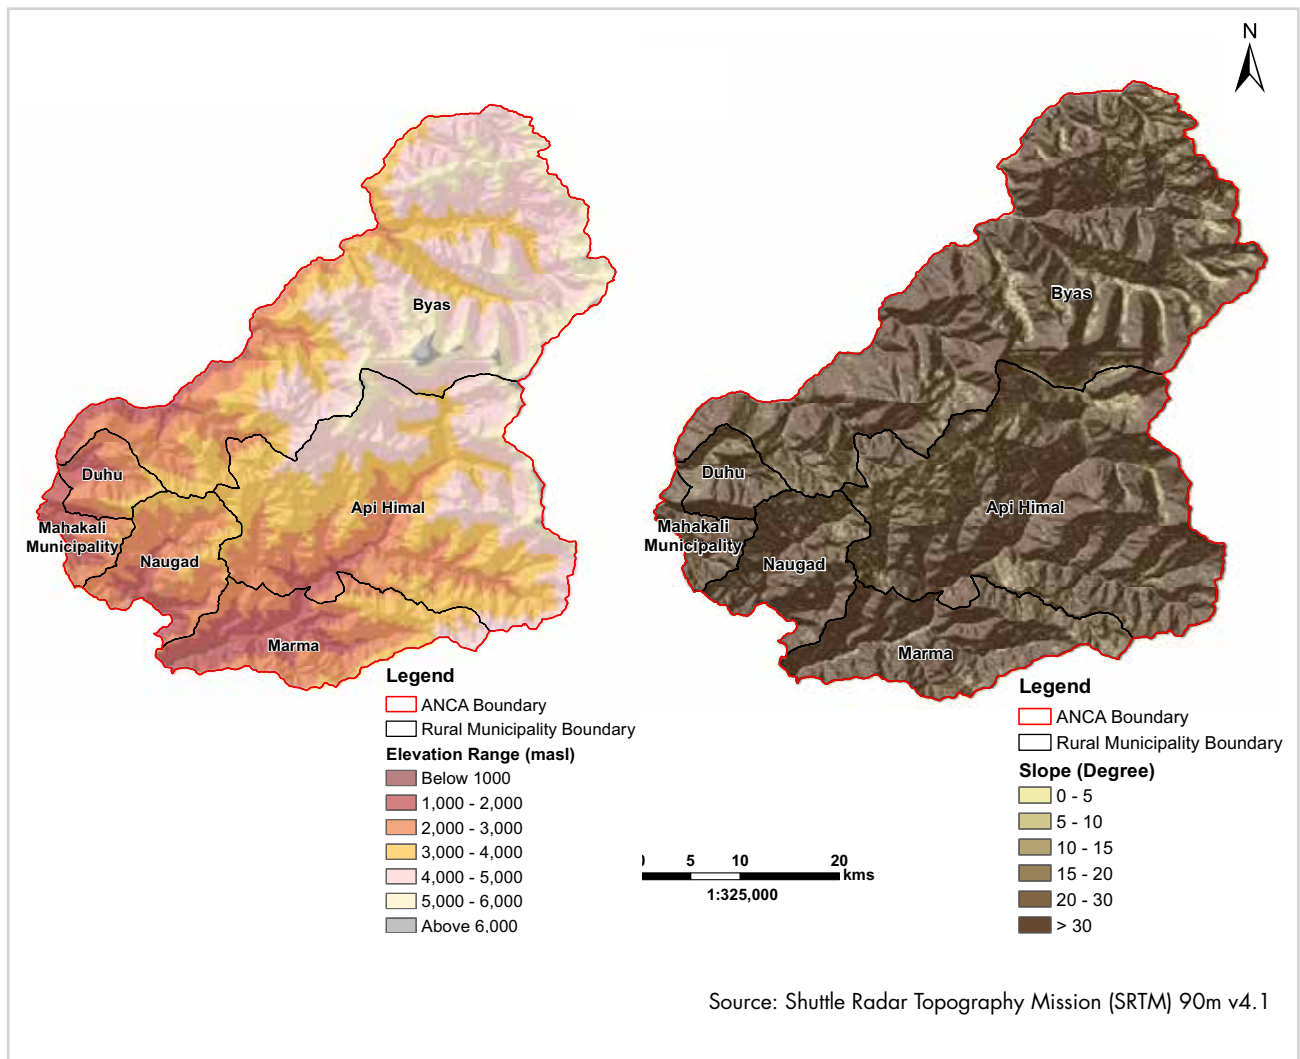 N
Byas
Duhu
Mahakali
Municipality
Naugad
Api Himal
Marma
Legend
ANCA Boundary
Rural Municipality Boundary
Elevation Range (masl)
Below 1000
1,000 - 2,000
2,000 - 3,000
3,000 - 4,000
4,000 - 5,000
5,000 - 6,000
Above 6,000
Byas
Duhu
Mahakali
Municipality
Naugad
Api Himal
Marma
Legend
ANCA Boundary
Rural Municipality Boundary
Slope (Degree)
0 - 5
5 - 10
10 - 15
15 - 20
20 - 30
> 30
5 10 20
kms
1:325,000
Source: Shuttle Radar Topography Mission (SRTM) 90m v4.1